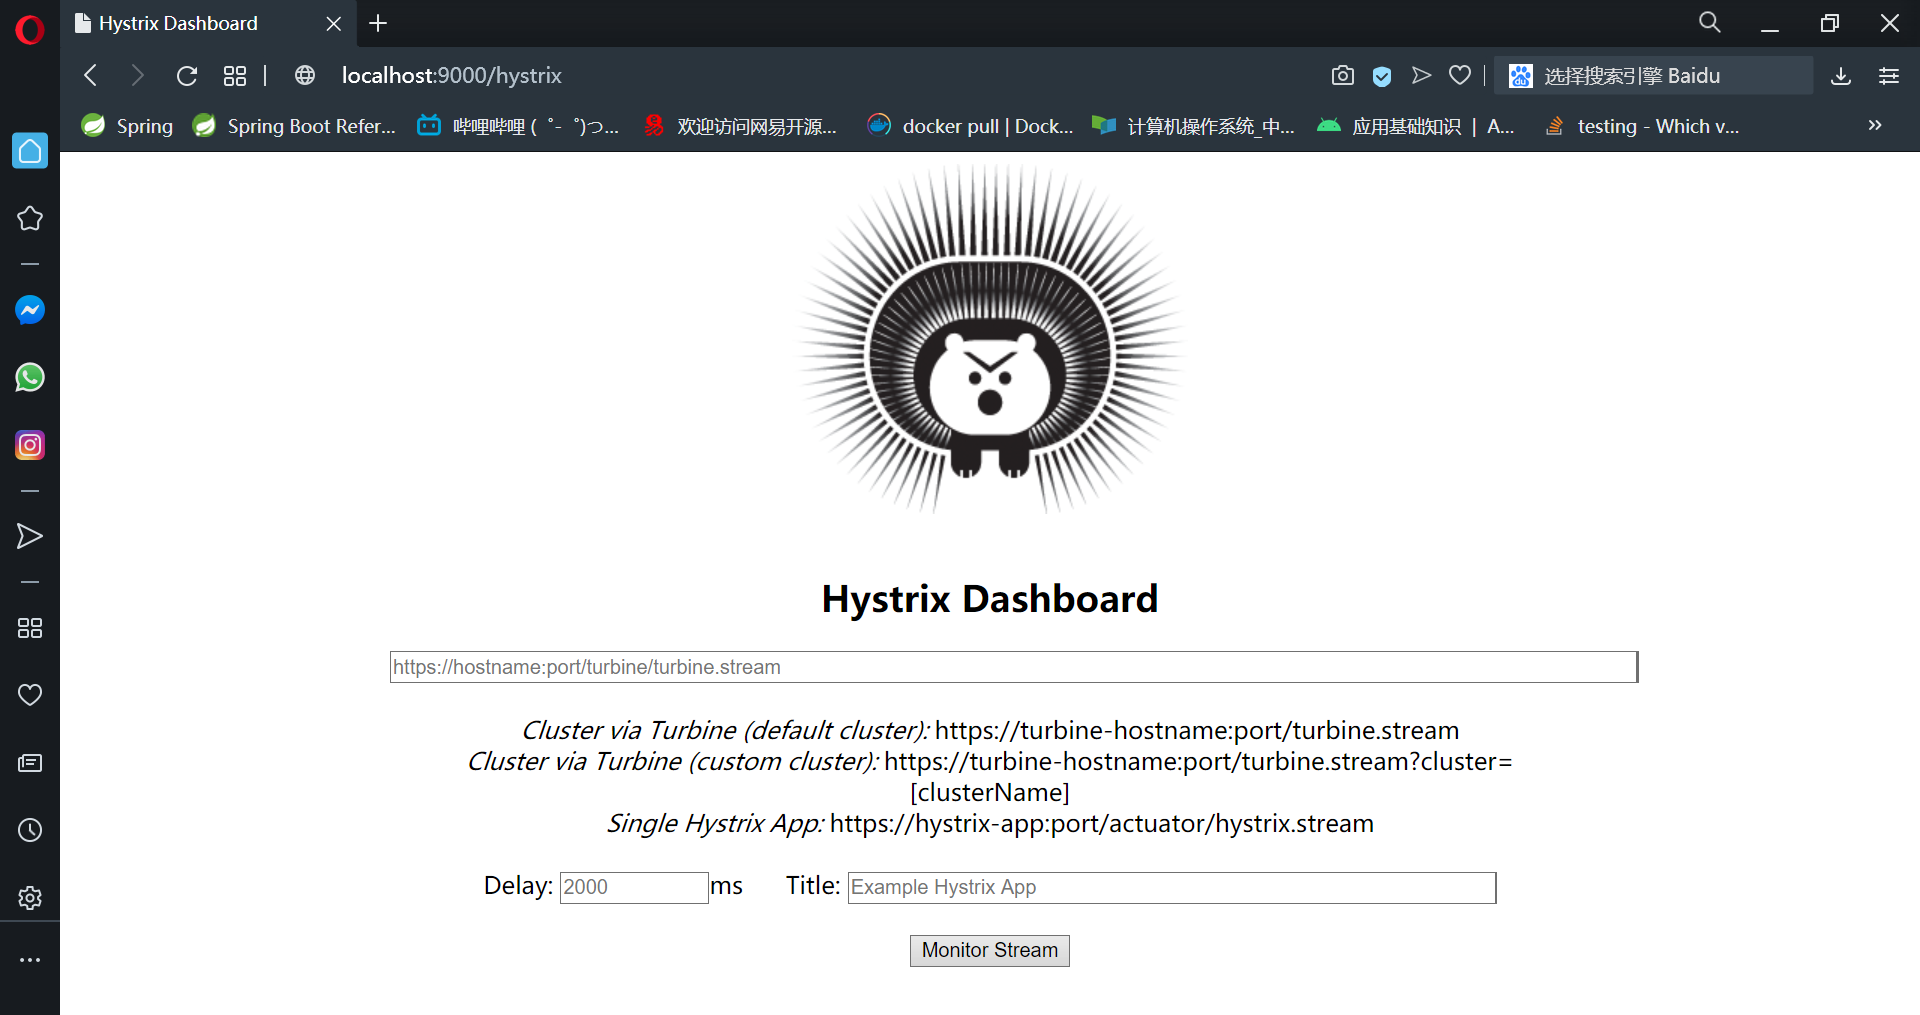 Hystrix Dashboard
localhost:9000/hystrix
选择搜索引擎 Baidu
Spring
Spring Boot Refer...
哔哩哔哩 ( ゜- ゜)つ...
欢迎访问网易开源...
docker pull | Dock...
计算机操作系统_中...
应用基础知识 | A...
testing - Which v...
Hystrix Dashboard
https://hostname:port/turbine/turbine.stream
Cluster via Turbine (default cluster): https://turbine-hostname:port/turbine.stream
Cluster via Turbine (custom cluster): https://turbine-hostname:port/turbine.stream?cluster=
[clusterName]
Single Hystrix App: https://hystrix-app:port/actuator/hystrix.stream
Delay: 2000 ms Title: Example Hystrix App
Monitor Stream